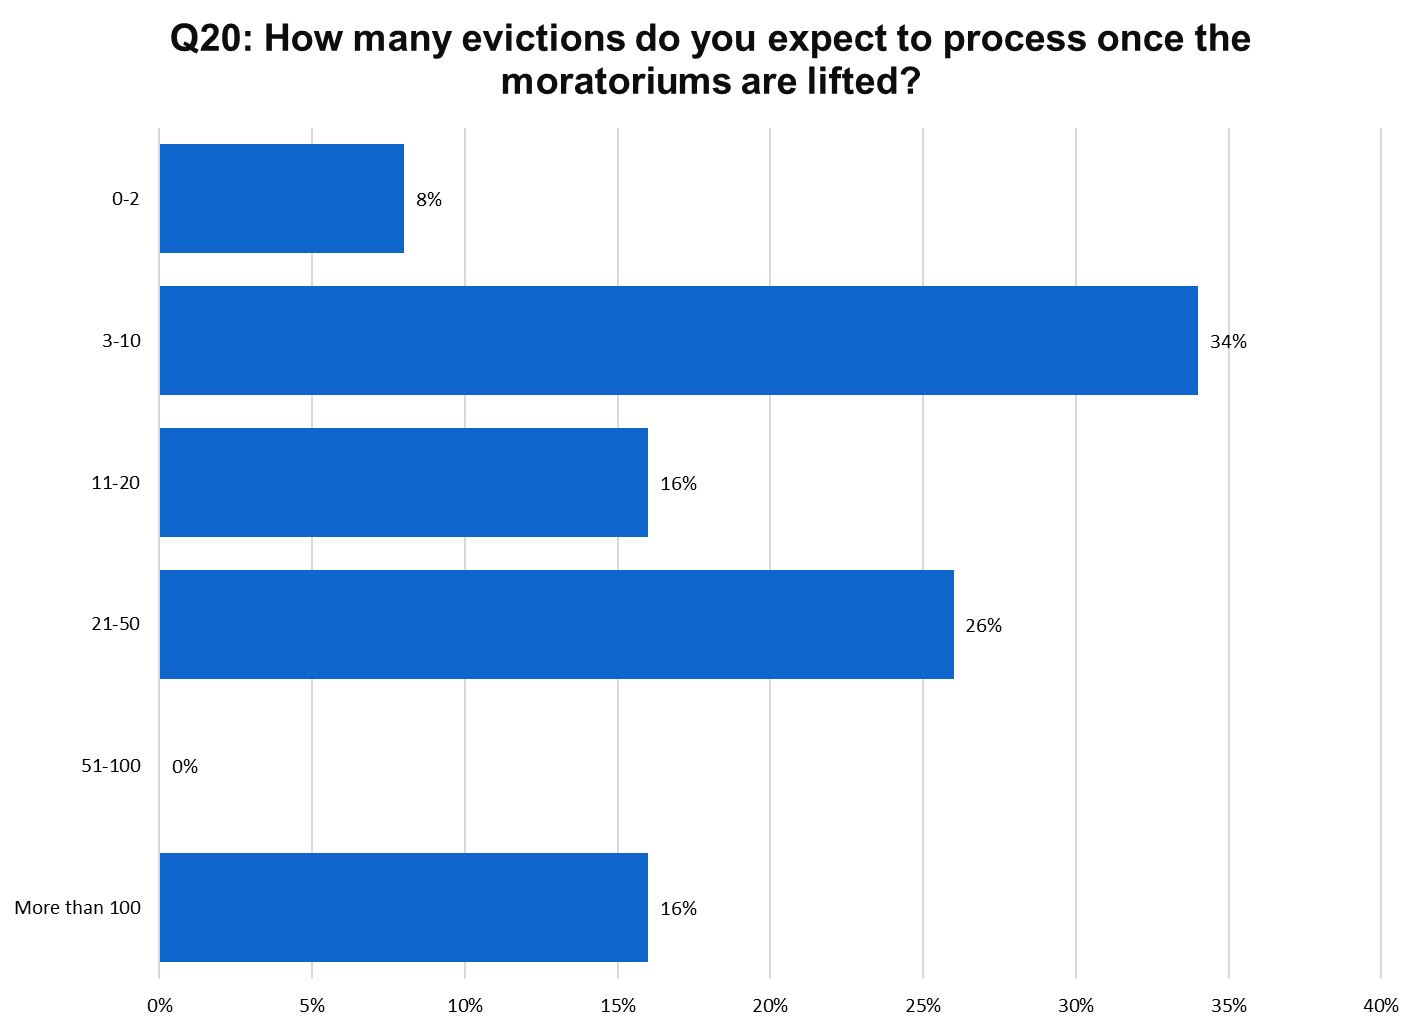 Q20: How many evictions do you expect to process once the
moratoriums are lifted?
0-2
8%
3-10
34%
11-20
16%
21-50
26%
51-100
0%
More than 100
16%
0% 5% 10% 15% 20% 25% 30% 35% 40%